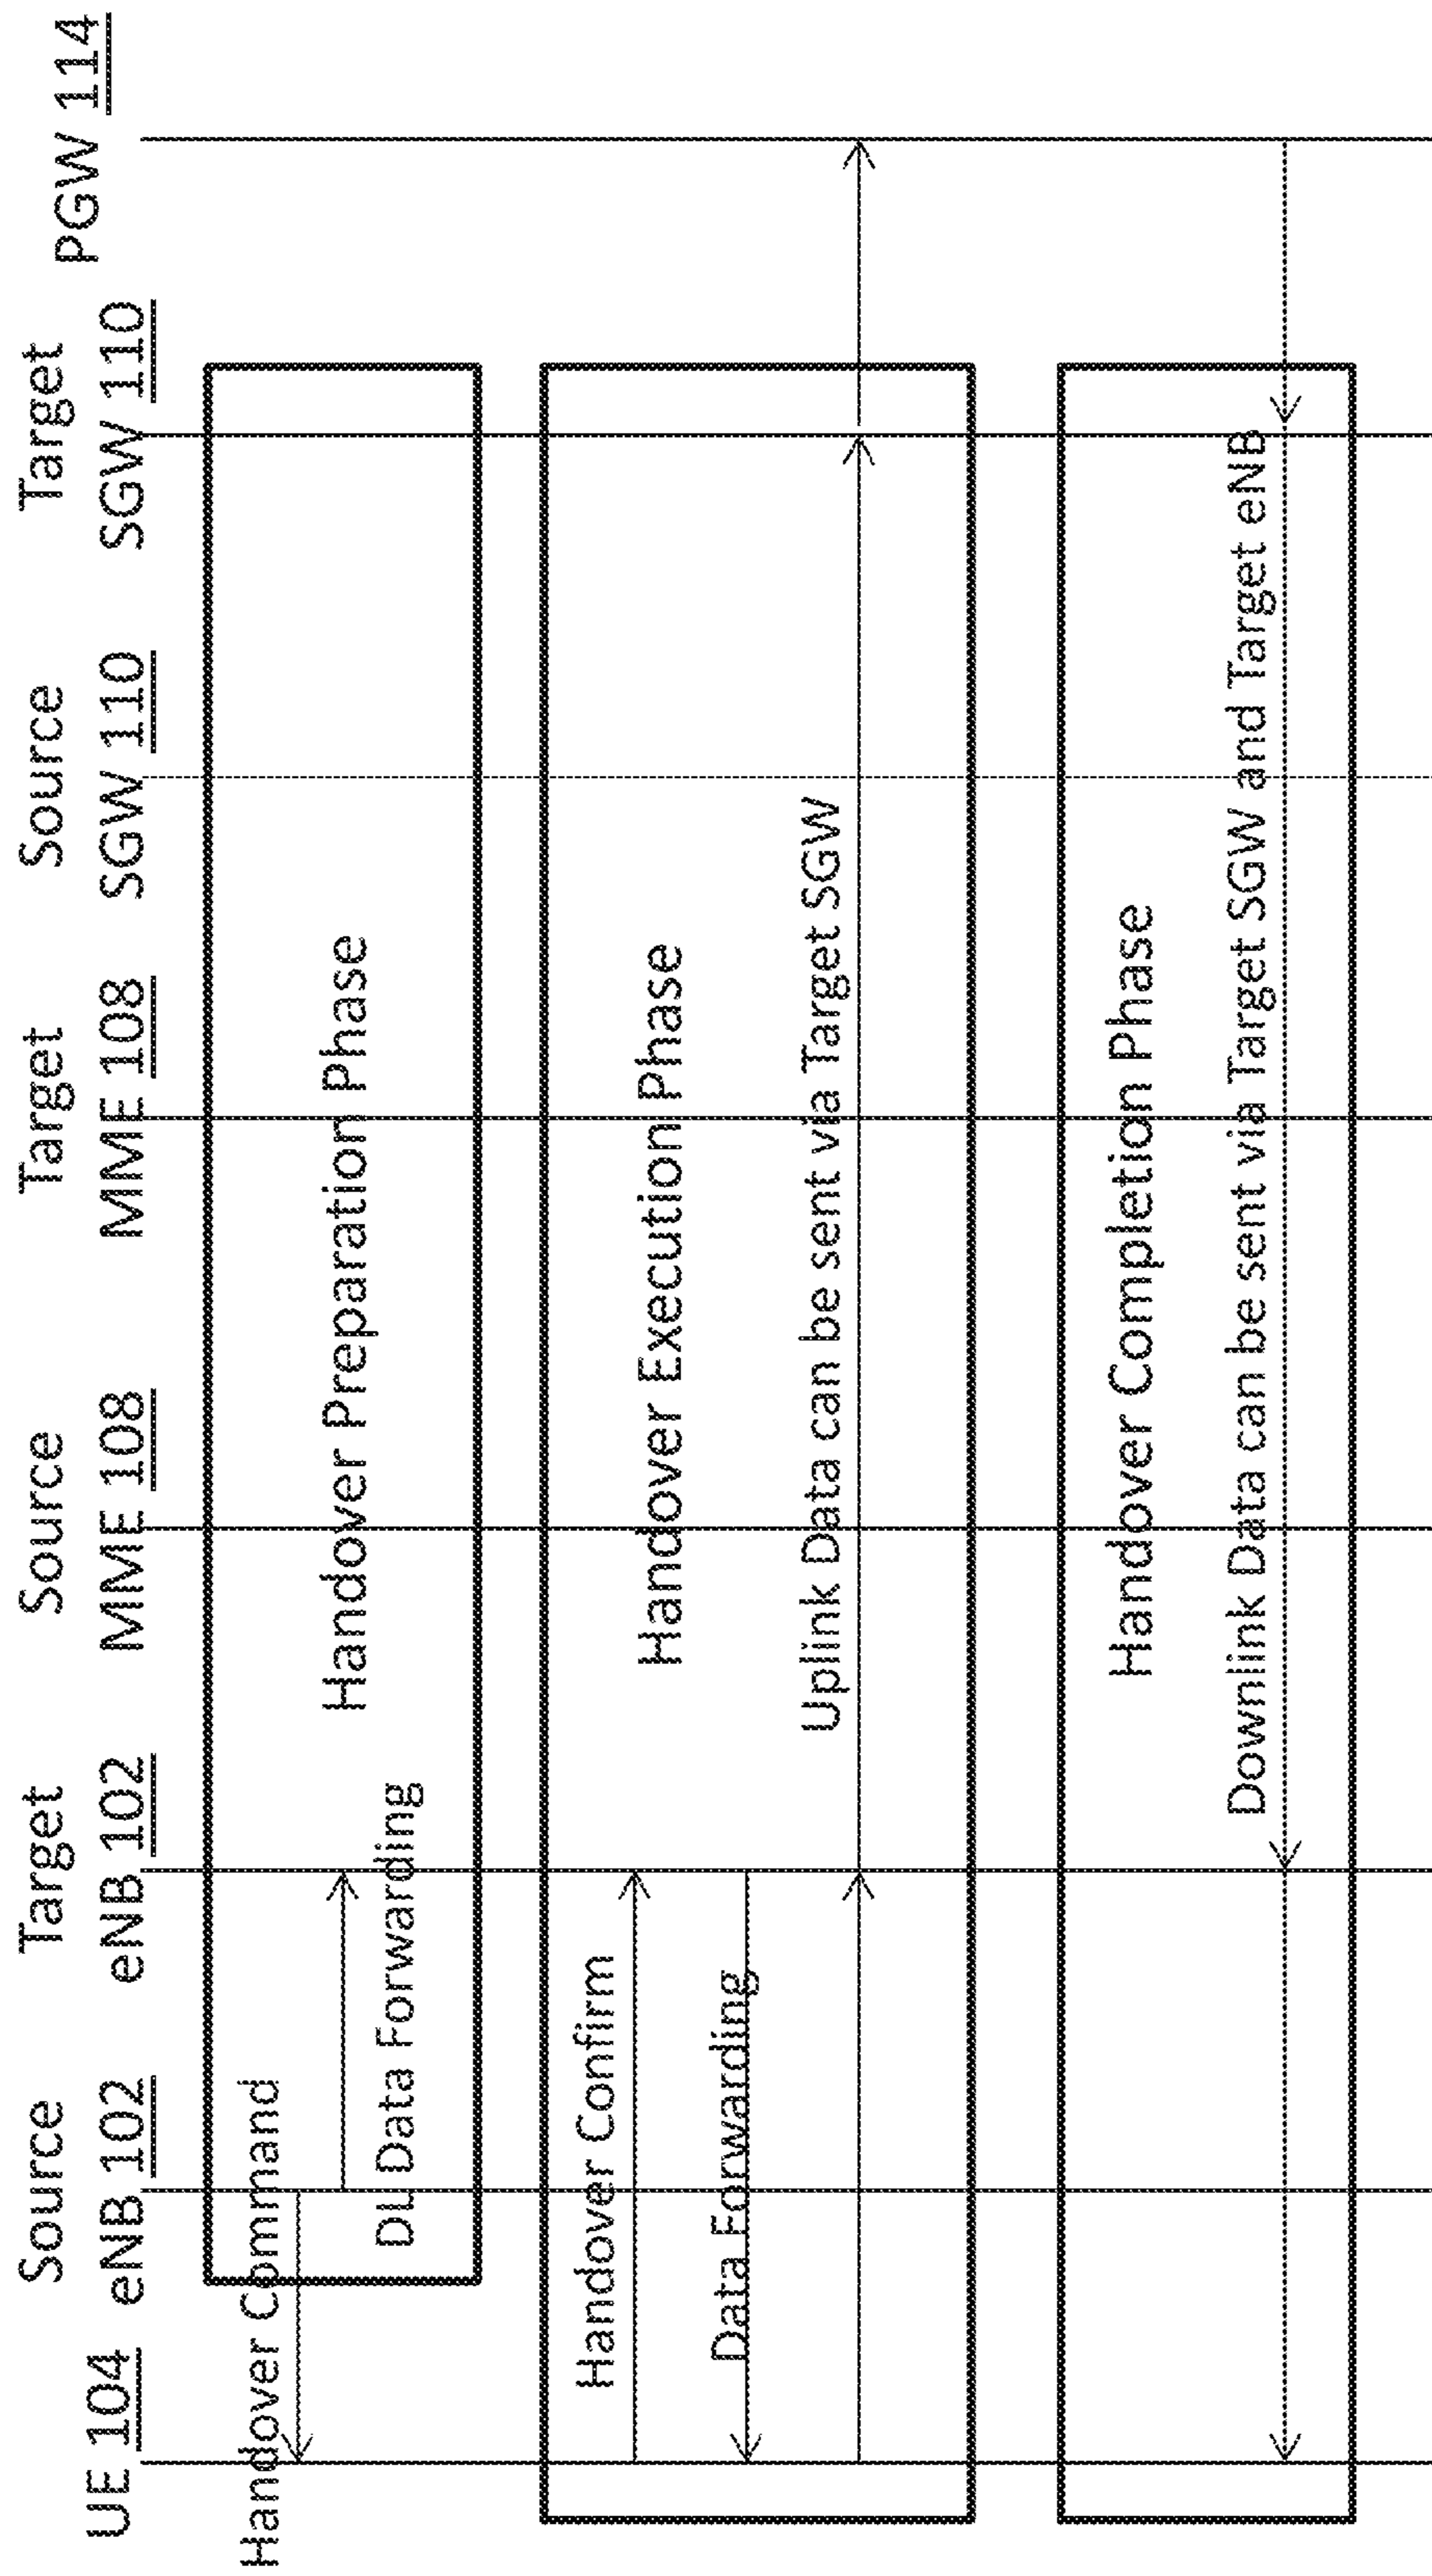 UE 104
Source
eNB 102
Target
eNB 102
Source
MME 108
Target
MME 108
Source
SGW 110
Target
SGW 110
PGW 114
Handover Command
Handover Preparation Phase
DL Data Forwarding
Handover Confirm
Handover Execution Phase
Data Forwarding
Uplink Data can be sent via Target SGW
Handover Completion Phase
Downlink Data can be sent via Target SGW and Target eNB